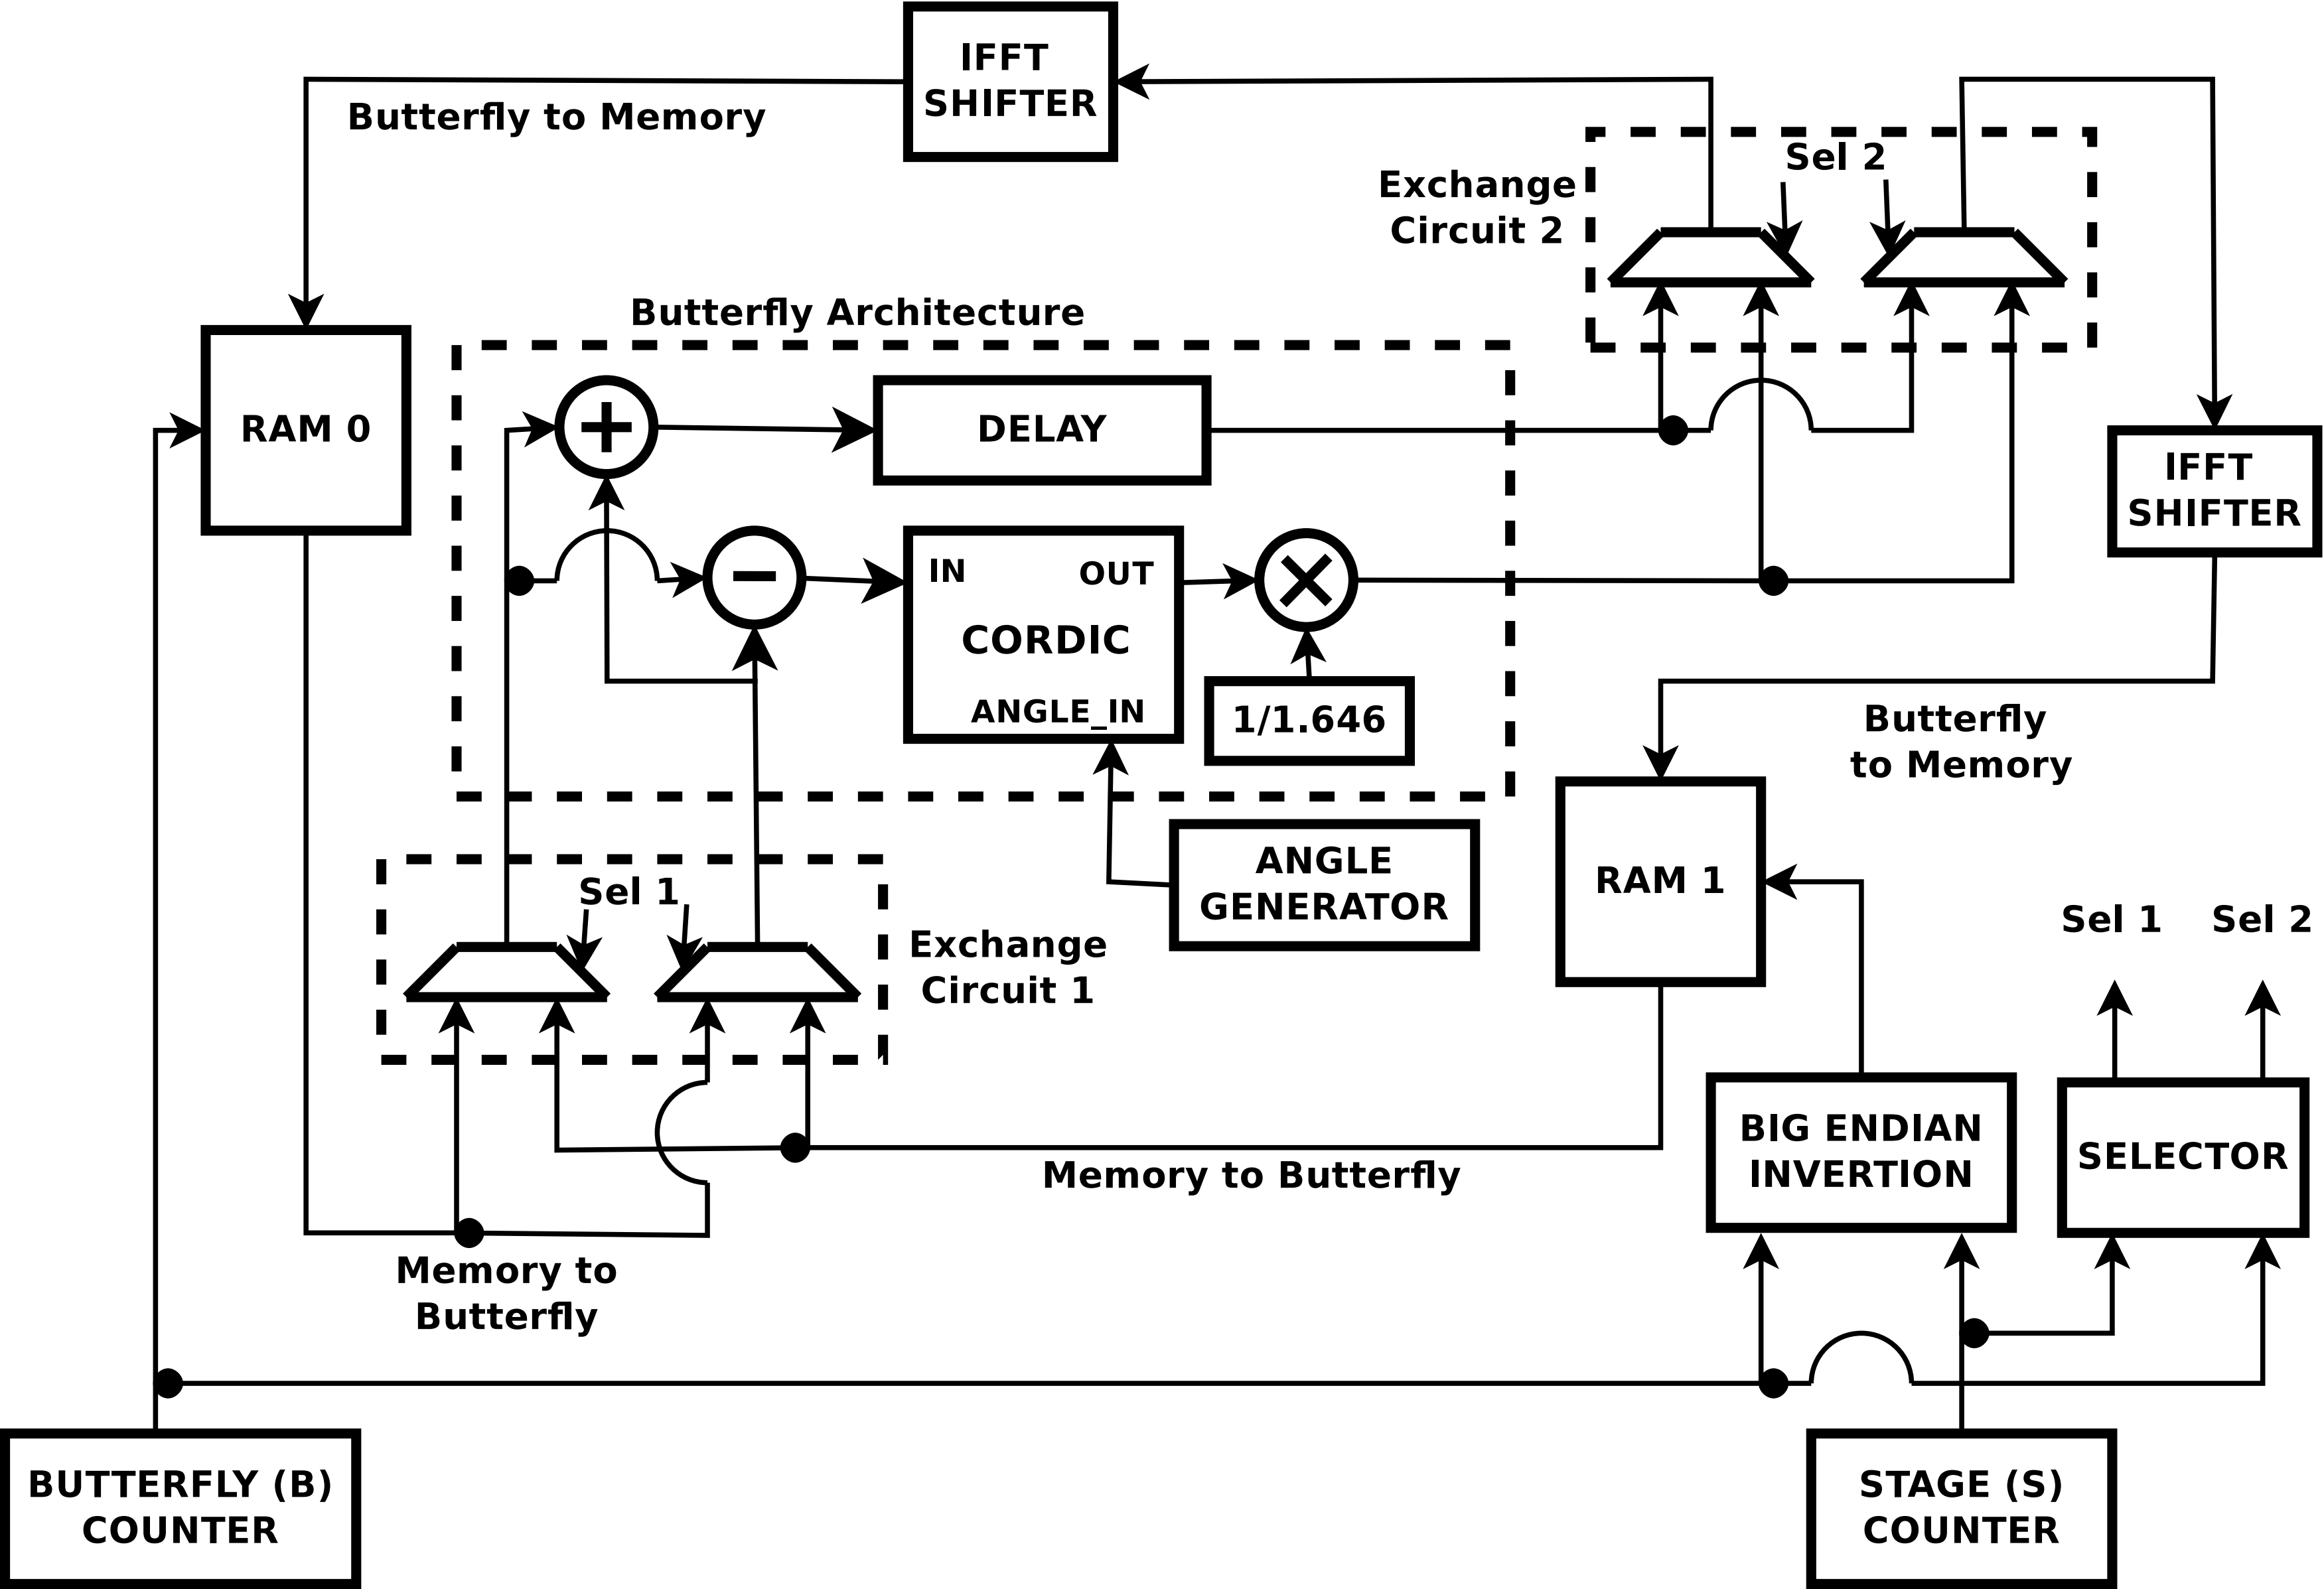 IFFT
SHIFTER
Butterfly to Memory
Sel 2
Exchange
Circuit 2
Butterfly Architecture
RAM 0
+
DELAY
IFFT
SHIFTER
−
IN
OUT
CORDIC
ANGLE_IN
×
1/1.646
Butterfly
to Memory
ANGLE
GENERATOR
RAM 1
Sel 1
Sel 1
Sel 2
Exchange
Circuit 1
BIG ENDIAN
INVERTION
SELECTOR
Memory to Butterfly
Memory to
Butterfly
BUTTERFLY (B)
COUNTER
STAGE (S)
COUNTER